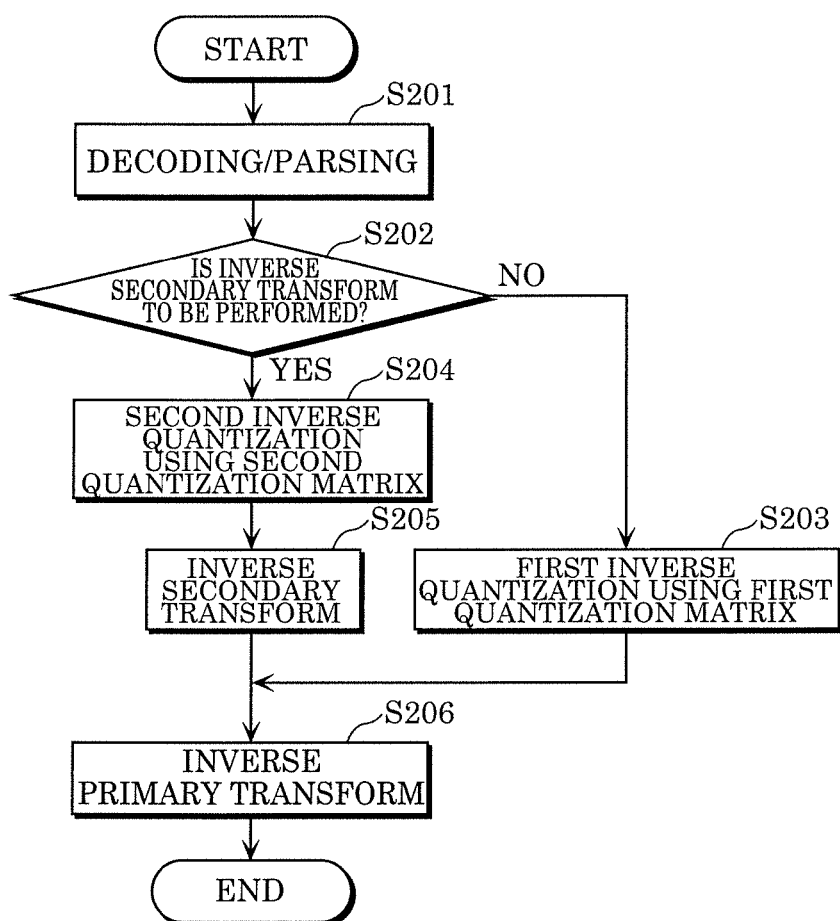 START
S201
DECODING/PARSING
S202
IS INVERSE
SECONDARY TRANSFORM
TO BE PERFORMED?
NO
YES
S204
SECOND INVERSE
QUANTIZATION
USING SECOND
QUANTIZATION MATRIX
S205
INVERSE
SECONDARY
TRANSFORM
S203
FIRST INVERSE
QUANTIZATION USING FIRST
QUANTIZATION MATRIX
S206
INVERSE
PRIMARY TRANSFORM
END